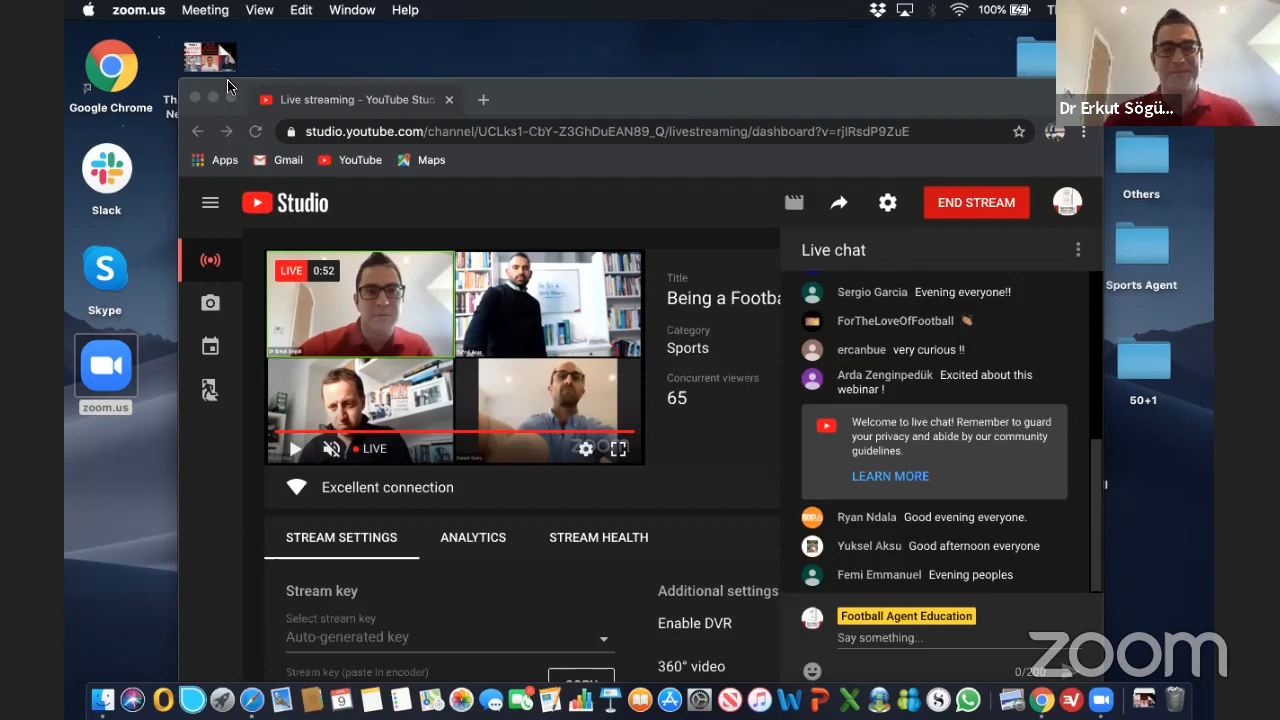 zoom.us Meeting View Edit Window Help
100%
Dr Erkut Sögü...
Google Chrome
Slack
Skype
zoom.us
Others
Sports Agent
50+1
Live streaming - YouTube Stuc
studio.youtube.com/channel/UCLks1-CbY-Z3GhDuEAN89_Q/livestreaming/dashboard?v=rjlRsdP9ZuE
Apps Gmail YouTube Maps
Studio
END STREAM
LIVE 0:52
LIVE
zoom
Title
Being a Footba
Category
Sports
Concurrent viewers
65
Excellent connection
STREAM SETTINGS ANALYTICS STREAM HEALTH
Stream key
Select stream key
Auto-generated key
Stream key (paste in encoder)
COPY
Additional settings
Enable DVR
360° video
Live chat
Sergio Garcia Evening everyone!!
ForTheLoveOfFootball
ercanbue very curious !!
Arda Zenginpedük Excited about this
webinar !
Welcome to live chat! Remember to guard
your privacy and abide by our community
guidelines.
LEARN MORE
Ryan Ndala Good evening everyone.
Yuksel Aksu Good afternoon everyone
Femi Emmanuel Evening peoples
Football Agent Education
Say something...
0/200
zoom